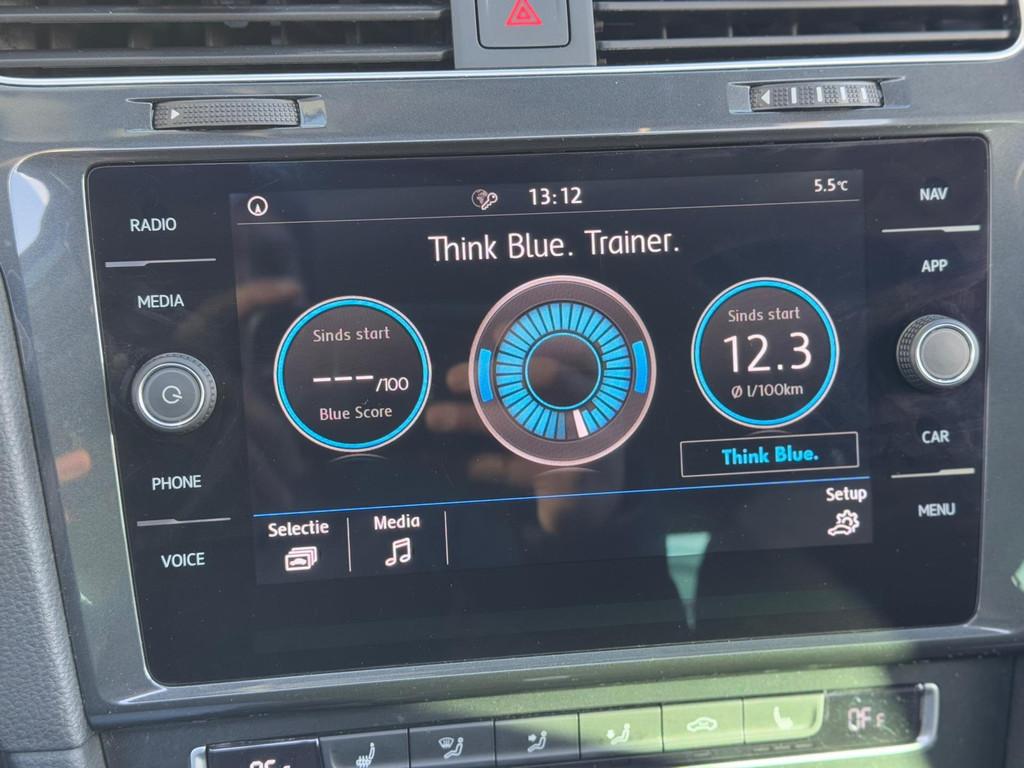 13:12
5.5°C
RADIO
NAV
Think Blue. Trainer.
APP
MEDIA
Sinds start
---/100
Blue Score
Sinds start
12.3
Ø l/100km
CAR
Think Blue.
PHONE
Setup
MENU
Selectie
Media
VOICE
OFF